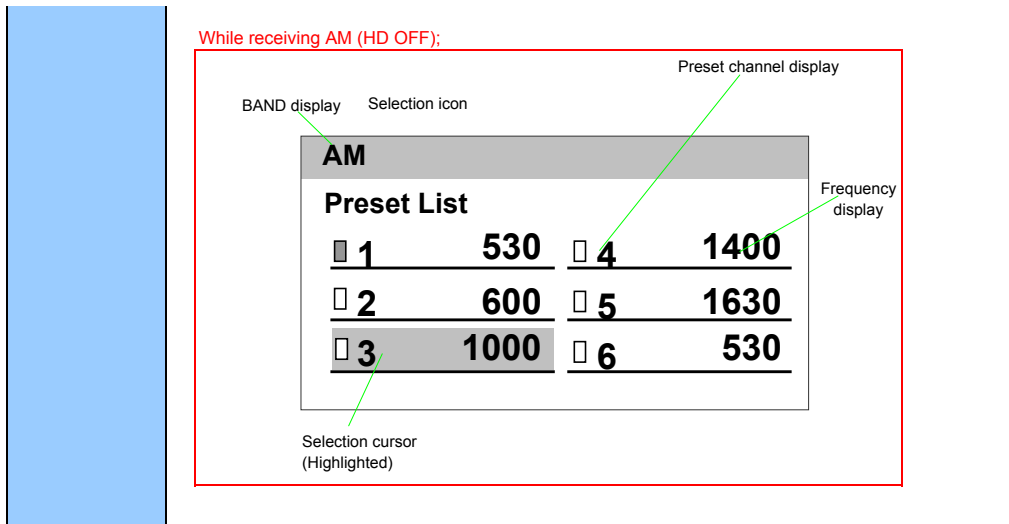 While receiving AM (HD OFF);
Preset channel display
BAND display
Selection icon
AM
Preset List
Frequency
display
1 530
4 1400
2 600
5 1630
3 1000
6 530
Selection cursor
(Highlighted)